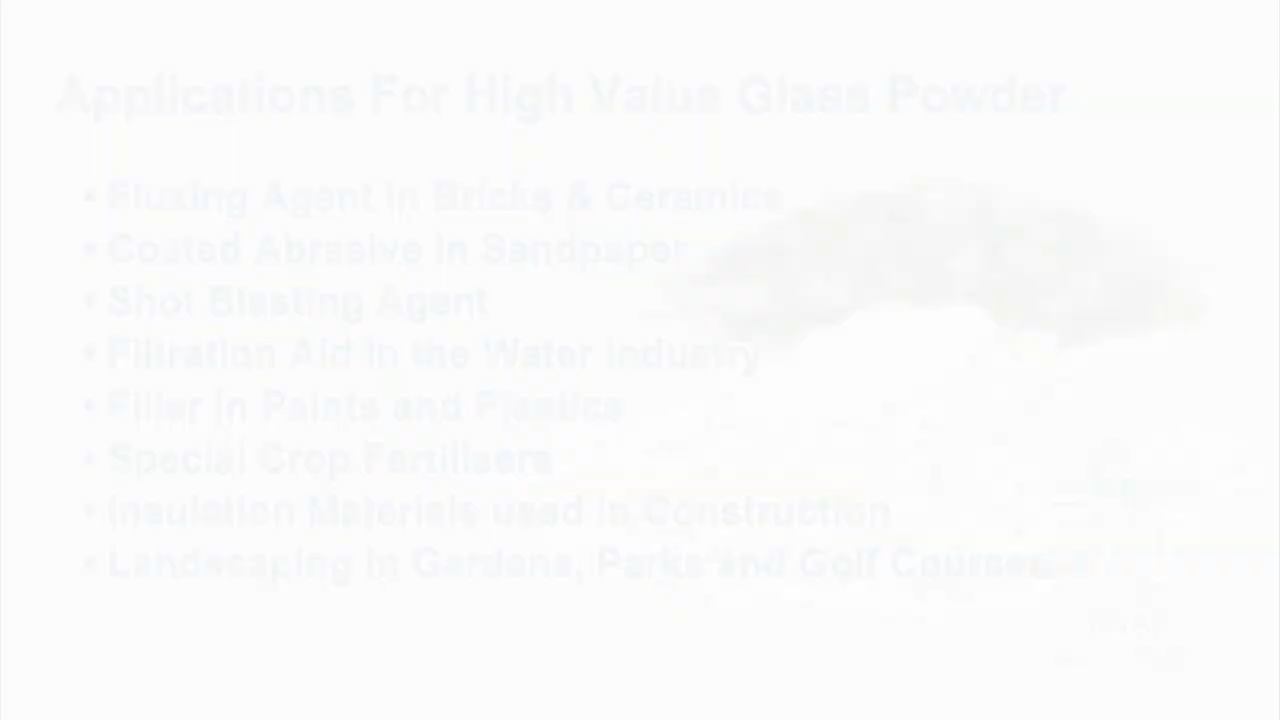 Applications For High Value Glass Powder
• Fluxing Agent in Bricks & Ceramics
• Coated Abrasive in Sandpaper
• Shot Blasting Agent
• Filtration Aid in the Water Industry
• Filler in Paints and Plastics
• Special Crop Fertilisers
• Insulation Materials used in Construction
• Landscaping in Gardens, Parks and Golf Courses